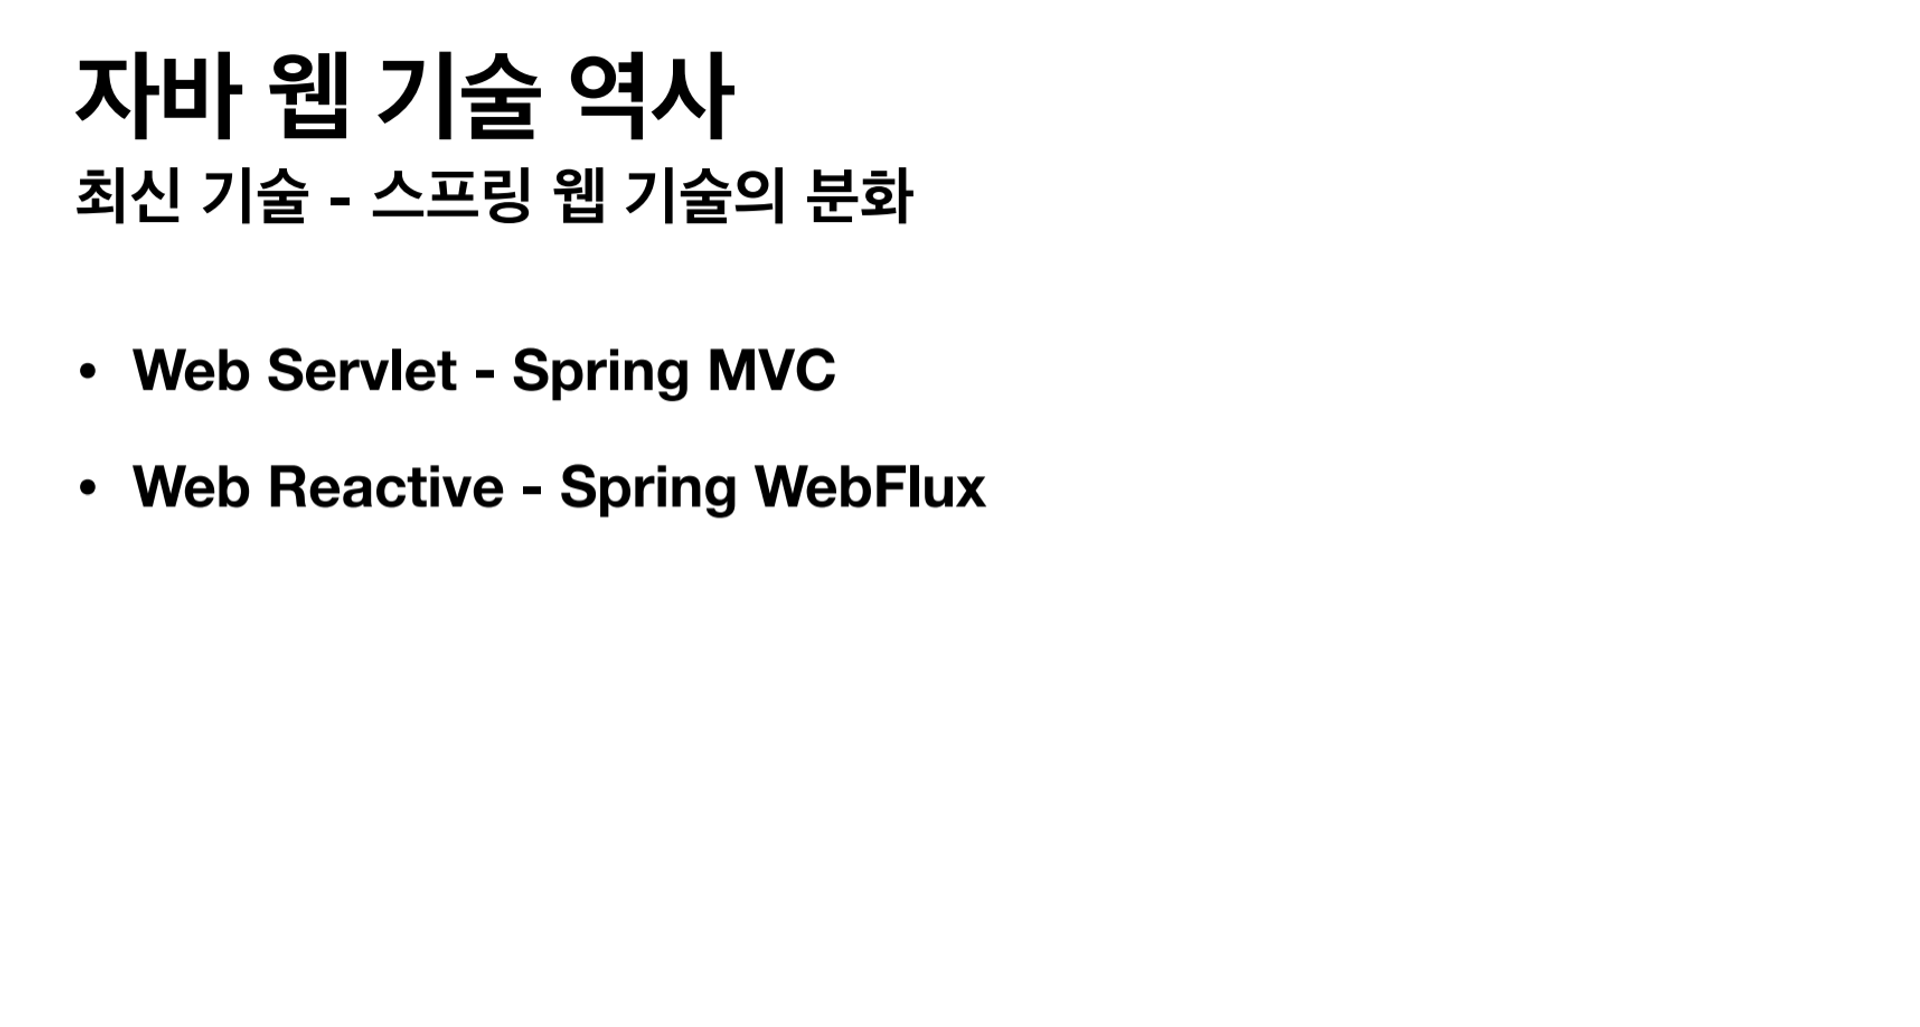 자바 웹 기술 역사
최신 기술 - 스프링 웹 기술의 분화
• Web Servlet - Spring MVC
• Web Reactive - Spring WebFlux